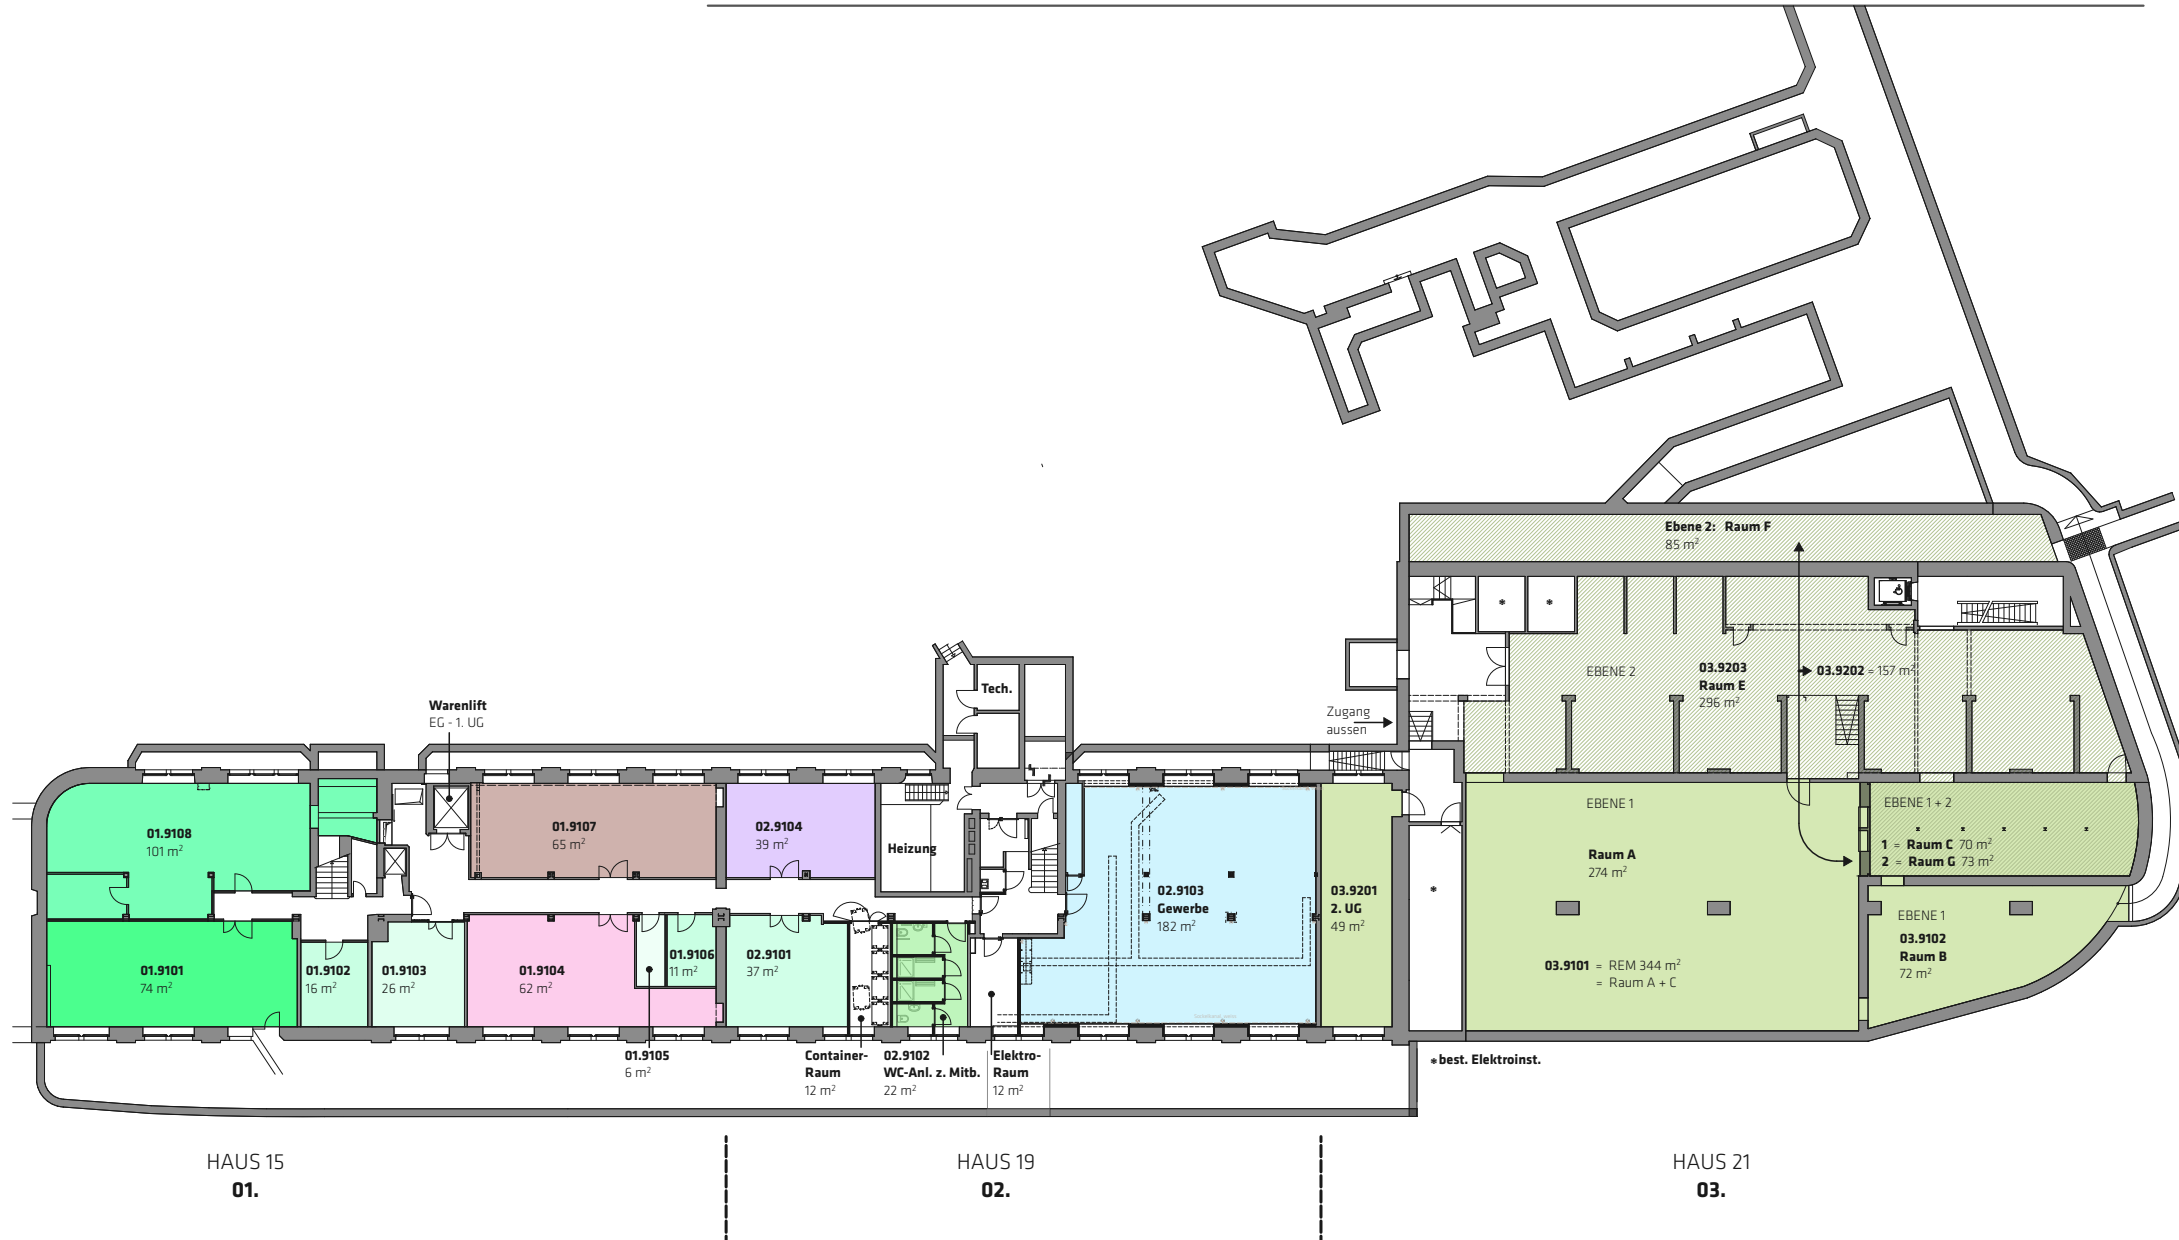 Ebene 2: Raum F
85 m²
EBENE 2
03.9203
Raum E
296 m²
03.9202 = 157 m²
Tech.
Warenlift
EG - 1. UG
Zugang
aussen
01.9108
101 m²
01.9107
65 m²
02.9104
39 m²
Heizung
02.9103
Gewerbe
182 m²
03.9201
2. UG
49 m²
EBENE 1
Raum A
274 m²
03.9101 = REM 344 m²
= Raum A + C
EBENE 1 + 2
1 = Raum C 70 m²
2 = Raum G 73 m²
EBENE 1
03.9102
Raum B
72 m²
01.9101
74 m²
01.9102
16 m²
01.9103
26 m²
01.9104
62 m²
01.9106
11 m²
02.9101
37 m²
01.9105
6 m²
Container-
Raum
12 m²
02.9102
WC-Anl. z. Mitb.
22 m²
Elektro-
Raum
12 m²
* best. Elektroinst.
HAUS 15
01.
HAUS 19
02.
HAUS 21
03.